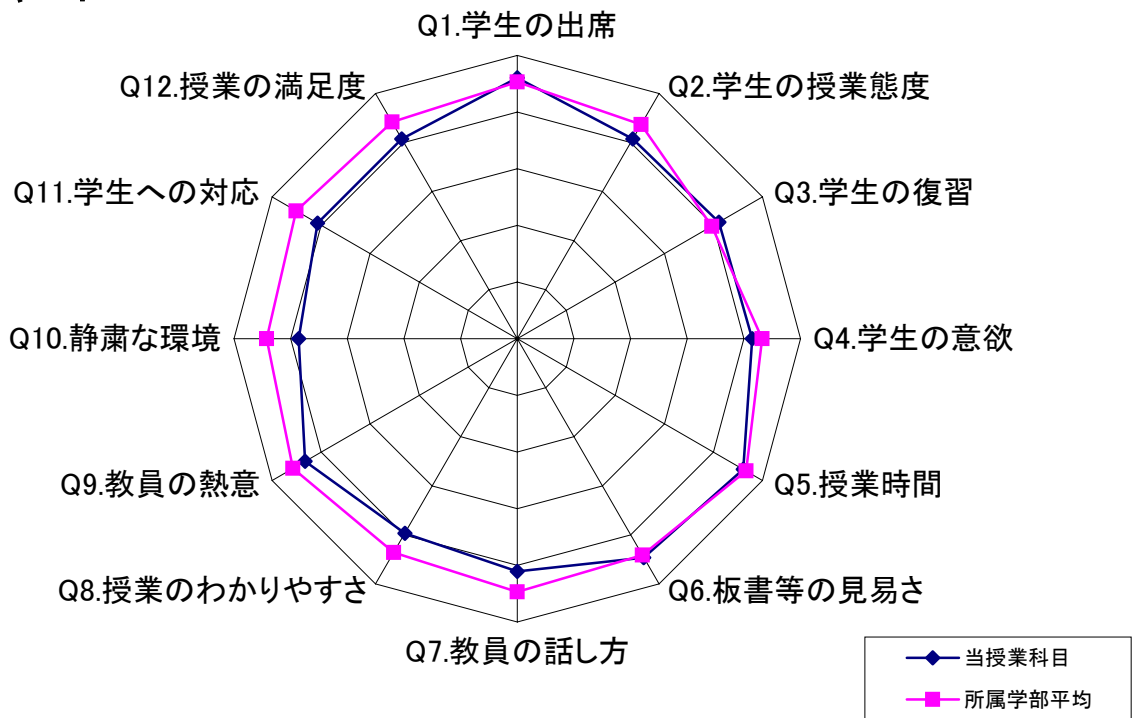 Q1.学生の出席
Q2.学生の授業態度
Q3.学生の復習
Q4.学生の意欲
Q5.授業時間
Q6.板書等の見易さ
Q7.教員の話し方
Q8.授業のわかりやすさ
Q9.教員の熱意
Q10.静粛な環境
Q11.学生への対応
Q12.授業の満足度
当授業科目
所属学部平均